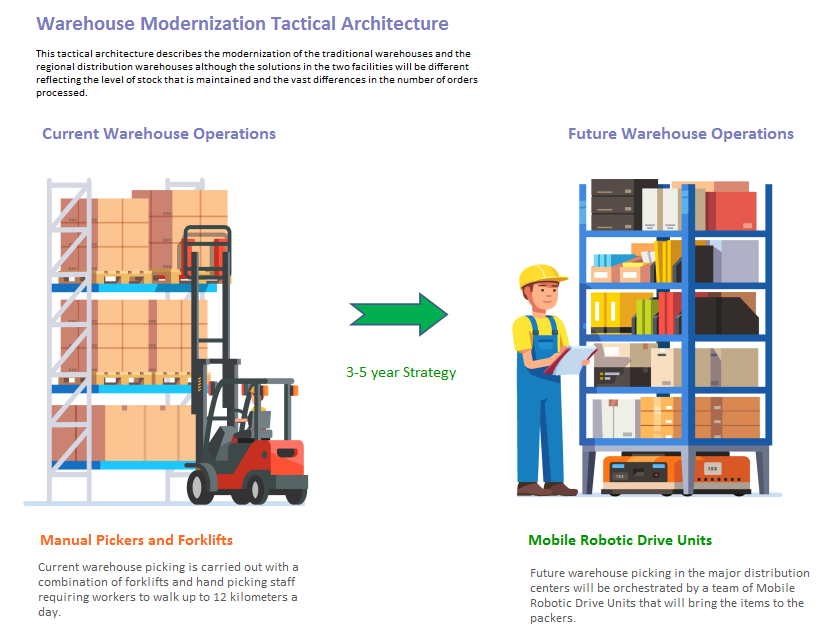 Warehouse Modernization Tactical Architecture
This tactical architecture describes the modernization of the traditional warehouses and the
regional distribution warehouses although the solutions in the two facilities will be different
reflecting the level of stock that is maintained and the vast differences in the number of orders
processed.
Current Warehouse Operations
Future Warehouse Operations
3-5 year Strategy
153
153
Manual Pickers and Forklifts
Current warehouse picking is carried out with a
combination of forklifts and hand picking staff
requiring workers to walk up to 12 kilometers a
day.
Mobile Robotic Drive Units
Future warehouse picking in the major distribution
centers will be orchestrated by a team of Mobile
Robotic Drive Units that will bring the items to the
packers.